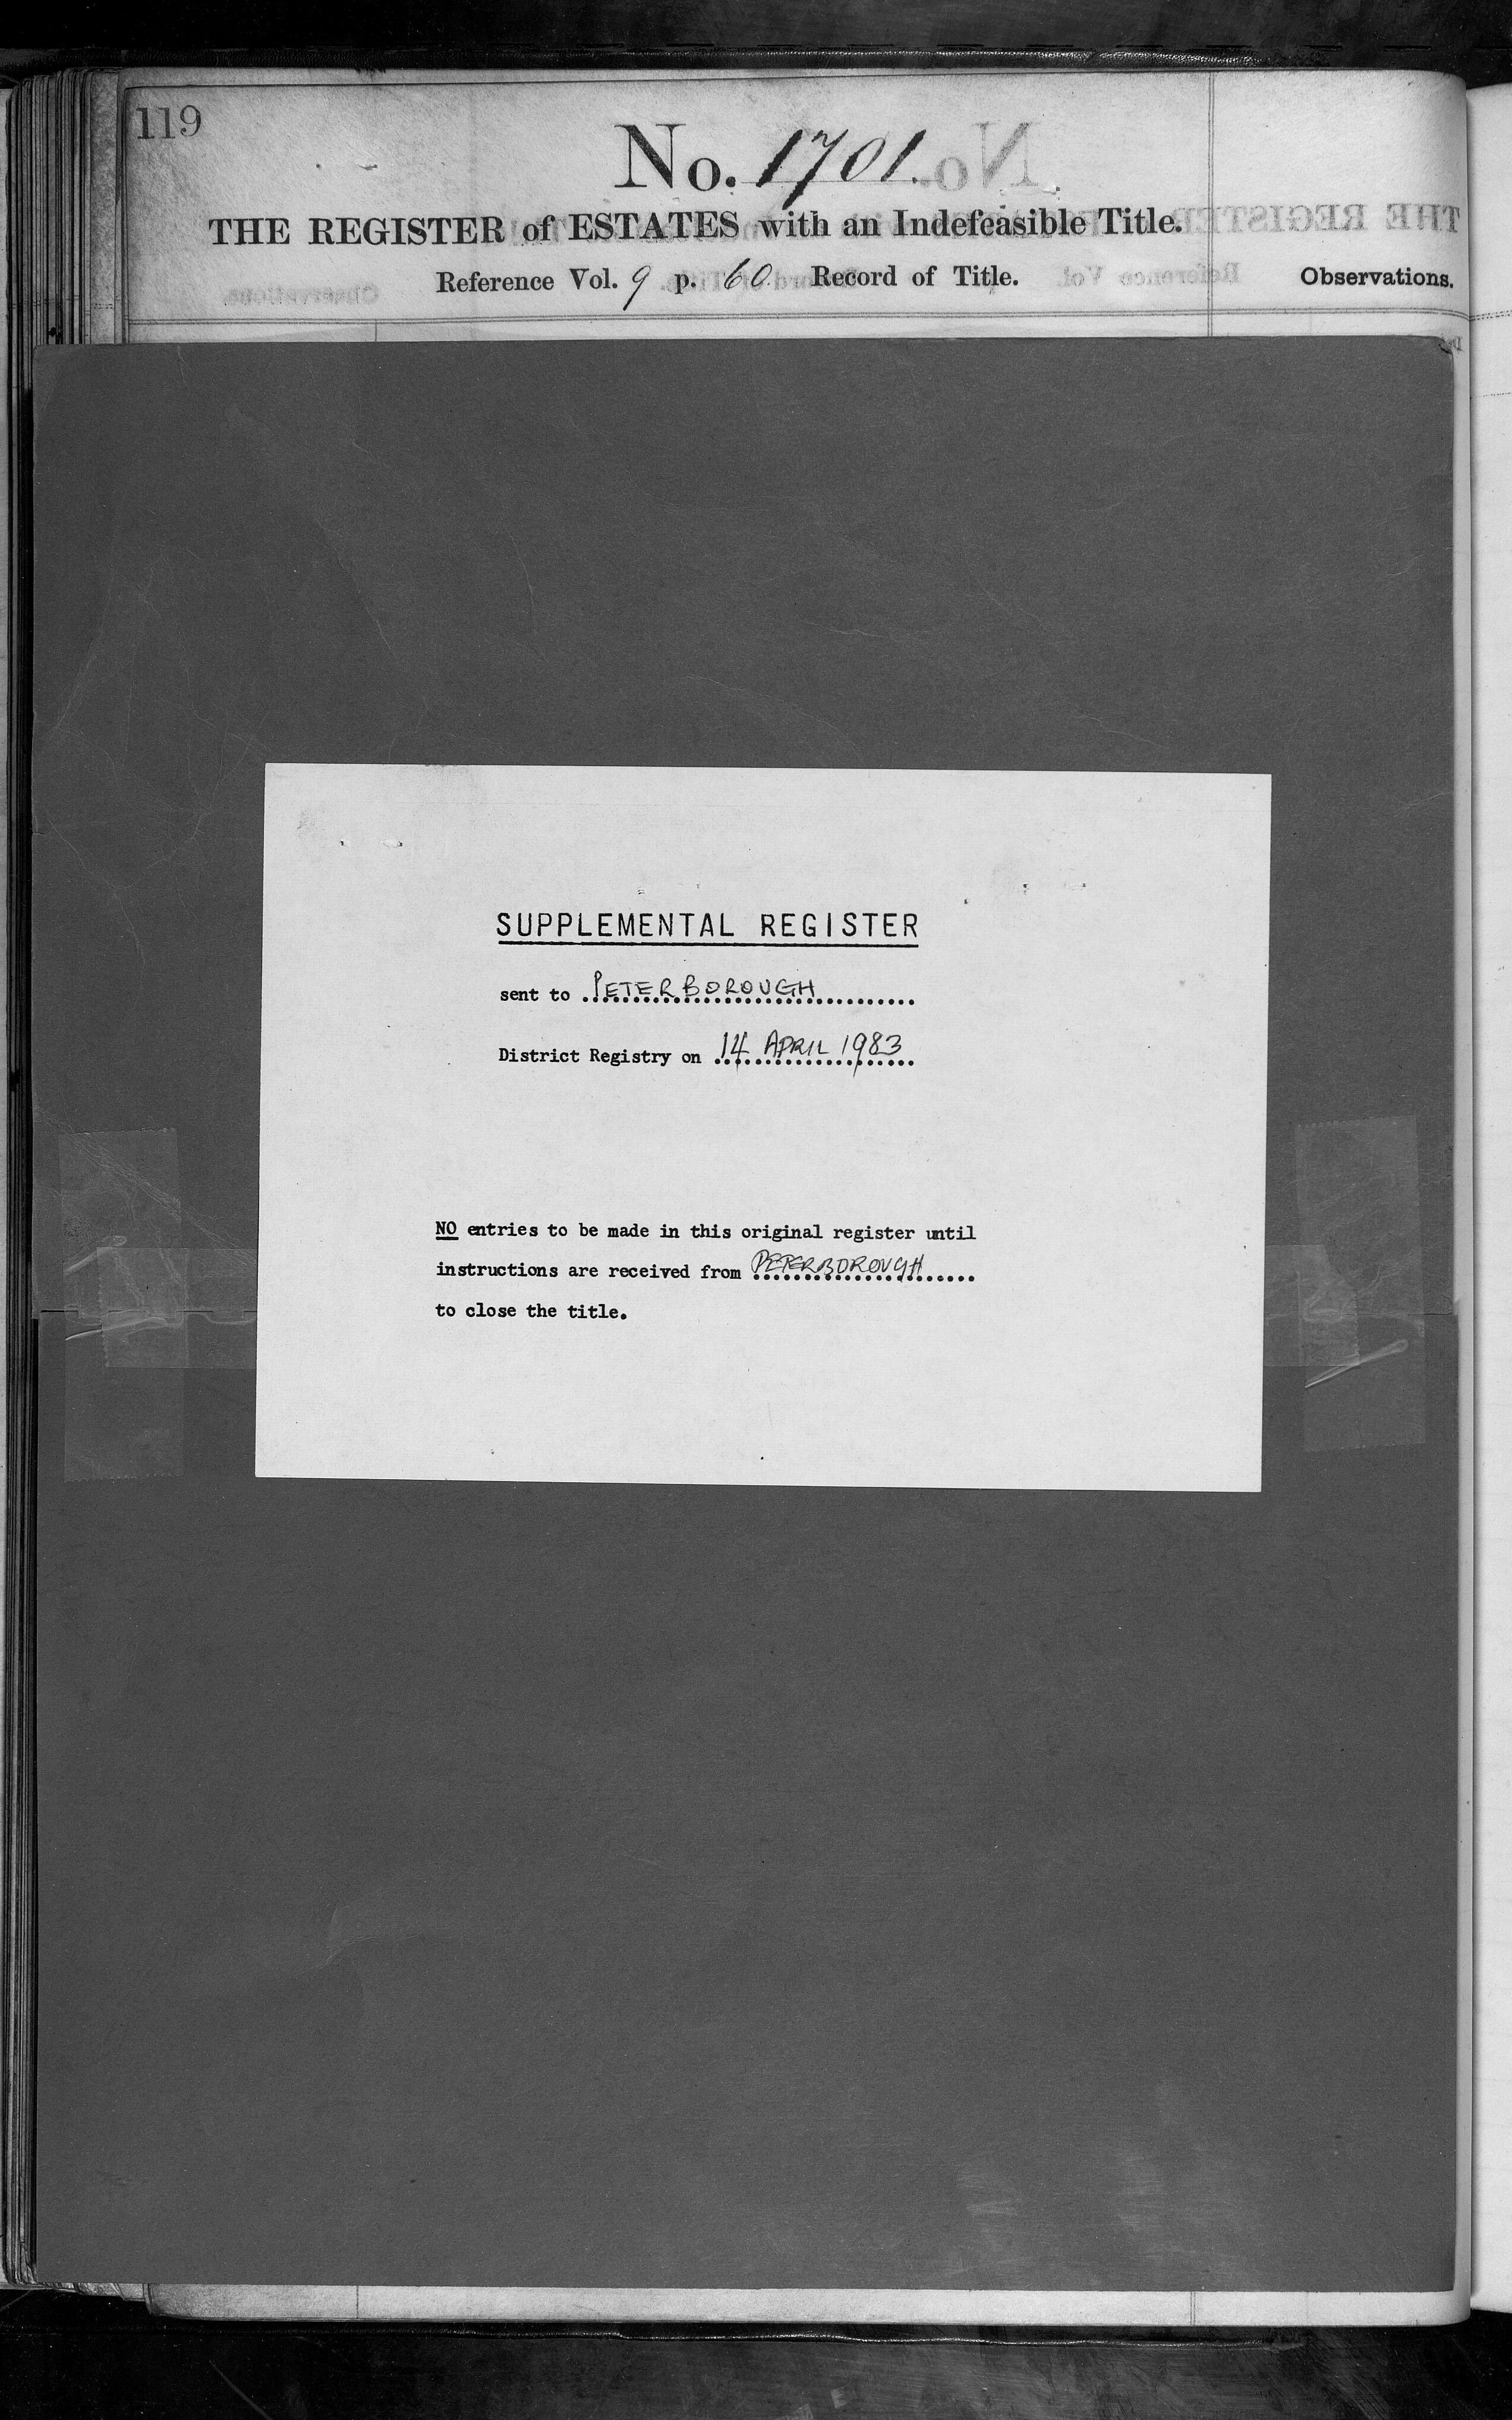 119
No. 1701.
THE REGISTER of ESTATES with an Indefeasible Title.
Reference Vol. 9 p. 60. Record of Title.
Observations.
SUPPLEMENTAL REGISTER
sent to PETERBOROUGH
District Registry on 14 APRIL 1983
NO entries to be made in this original register until
instructions are received from PETERBOROUGH
to close the title.